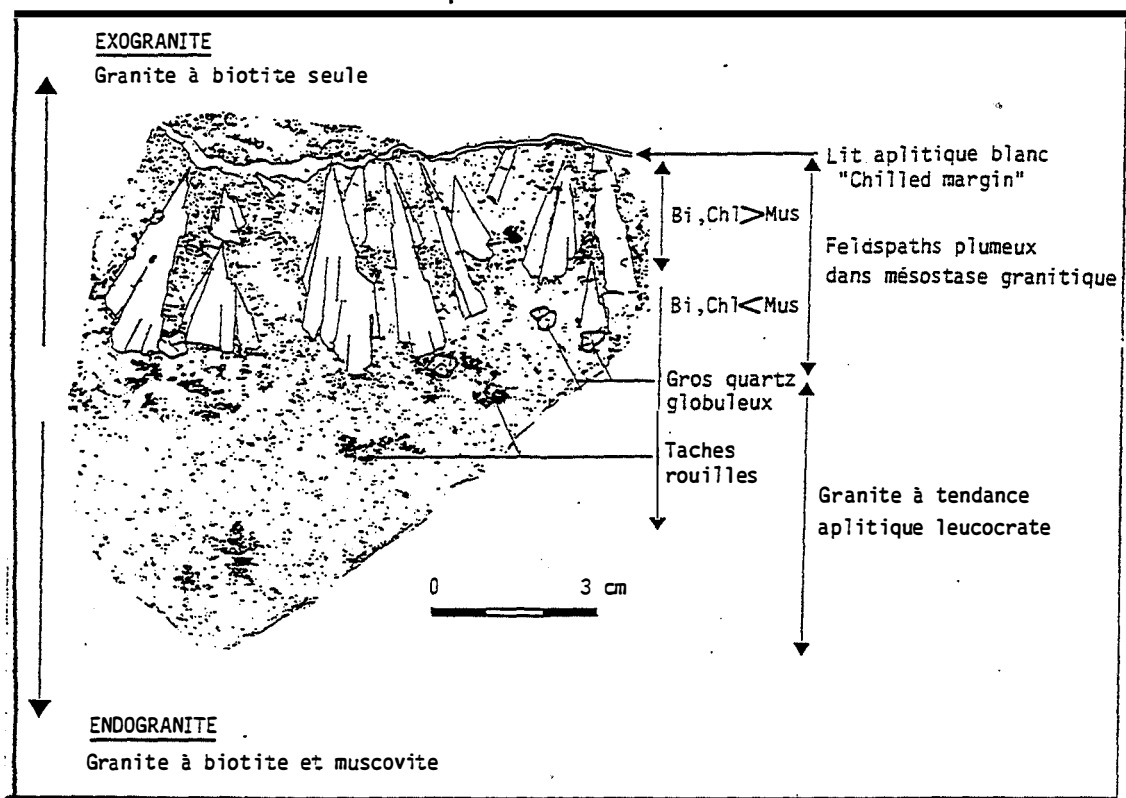 EXOGRANITE
Granite à biotite seule
Lit aplitique blanc
"Chilled margin"
Bi,Chl>Mus
Feldspaths plumeux
dans mésostase granitique
Bi,Chl<Mus
Gros quartz
globuleux
Taches
rouilles
Granite à tendance
aplitique leucocrate
0 3 cm
ENDOGRANITE
Granite à biotite et muscovite